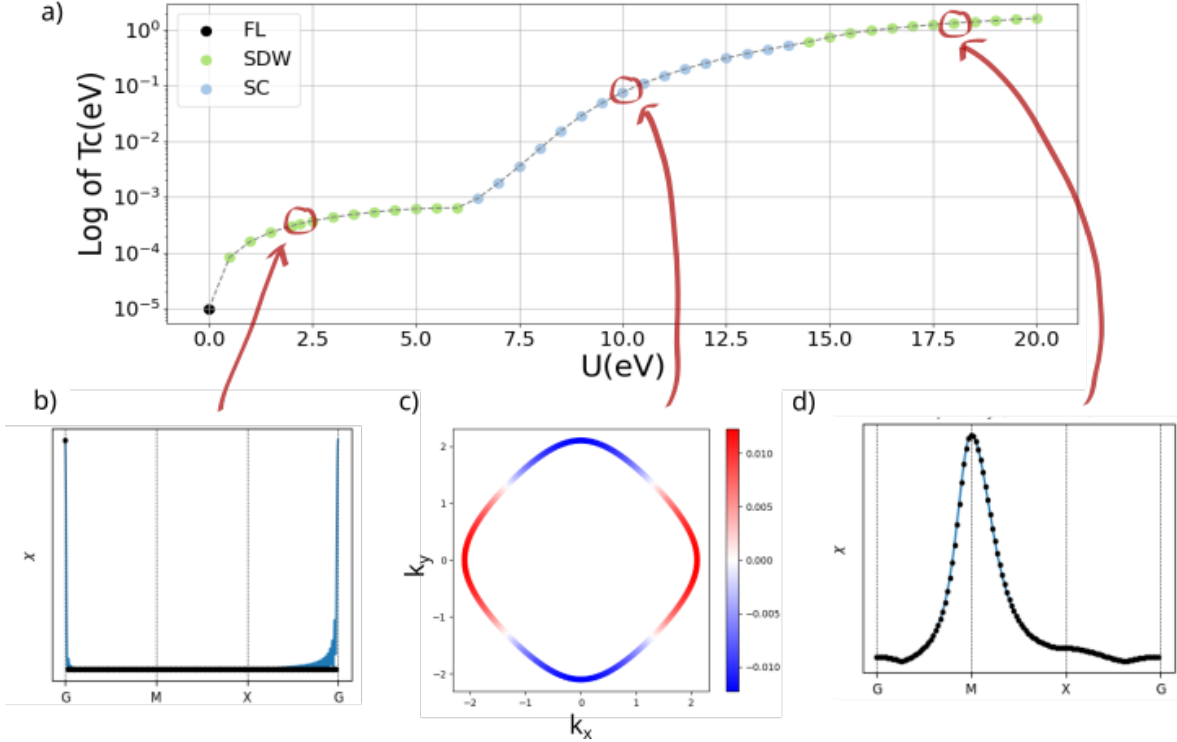 a)
FL
SDW
SC
Log of Tc(eV)
10⁰
10⁻¹
10⁻²
10⁻³
10⁻⁴
10⁻⁵
0.0 2.5 5.0 7.5 10.0 12.5 15.0 17.5 20.0
U(eV)
b)
χ
G M X G
c)
k_y
2
1
0
−1
−2
−2 −1 0 1 2
k_x
0.010
0.005
0.000
−0.005
−0.010
d)
χ
G M X G